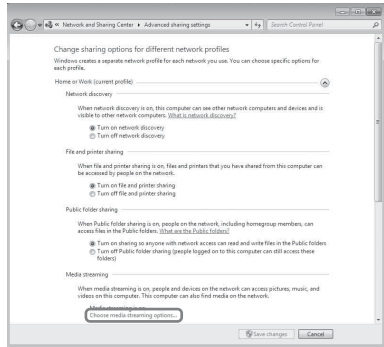 « Network and Sharing Center ▸ Advanced sharing settings
Search Control Panel
Change sharing options for different network profiles
Windows creates a separate network profile for each network you use. You can choose specific options for
each profile.
Home or Work (current profile)
Network discovery
When network discovery is on, this computer can see other network computers and devices and is
visible to other network computers. What is network discovery?
Turn on network discovery
Turn off network discovery
File and printer sharing
When file and printer sharing is on, files and printers that you have shared from this computer can
be accessed by people on the network.
Turn on file and printer sharing
Turn off file and printer sharing
Public folder sharing
When Public folder sharing is on, people on the network, including homegroup members, can
access files in the Public folders. What are the Public folders?
Turn on sharing so anyone with network access can read and write files in the Public folders
Turn off Public folder sharing (people logged on to this computer can still access these
folders)
Media streaming
When media streaming is on, people and devices on the network can access pictures, music, and
videos on this computer. This computer can also find media on the network.
Media streaming is on.
Choose media streaming options...
Save changes
Cancel